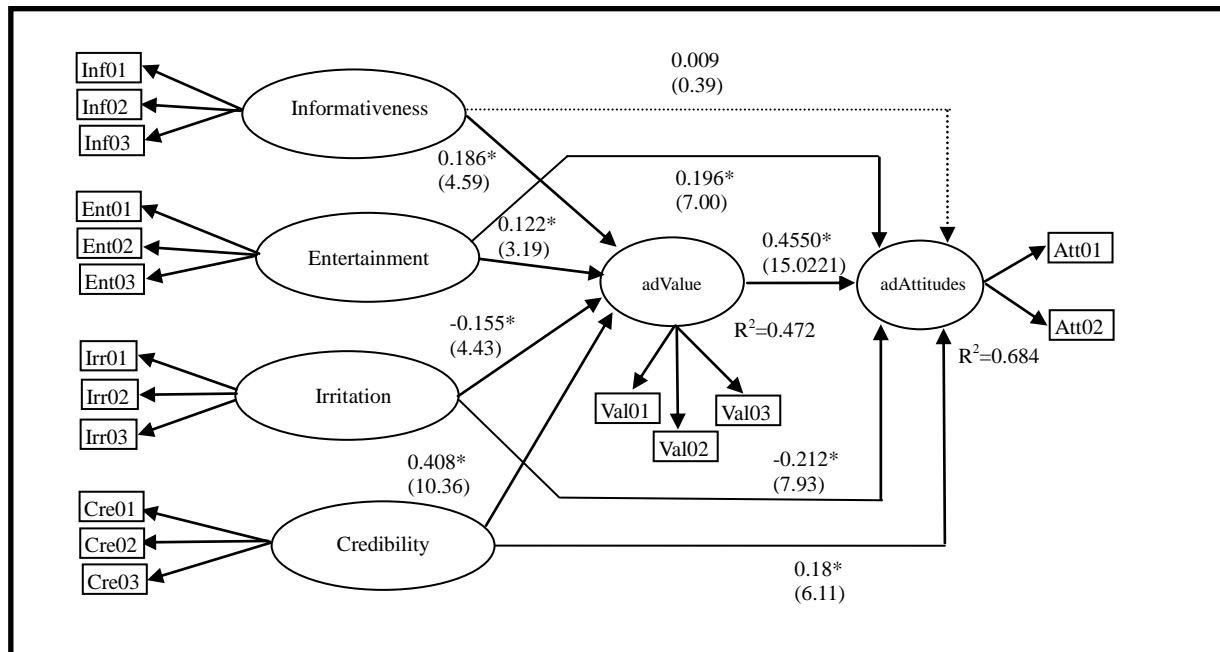 Inf01
Inf02
Inf03
Informativeness
0.009
(0.39)
0.186*
(4.59)
Ent01
Ent02
Ent03
Entertainment
0.196*
(7.00)
0.122*
(3.19)
adValue
0.4550*
(15.0221)
adAttitudes
Att01
Att02
R²=0.472
R²=0.684
Irr01
Irr02
Irr03
Irritation
-0.155*
(4.43)
Val01
Val02
Val03
-0.212*
(7.93)
0.408*
(10.36)
Cre01
Cre02
Cre03
Credibility
0.18*
(6.11)